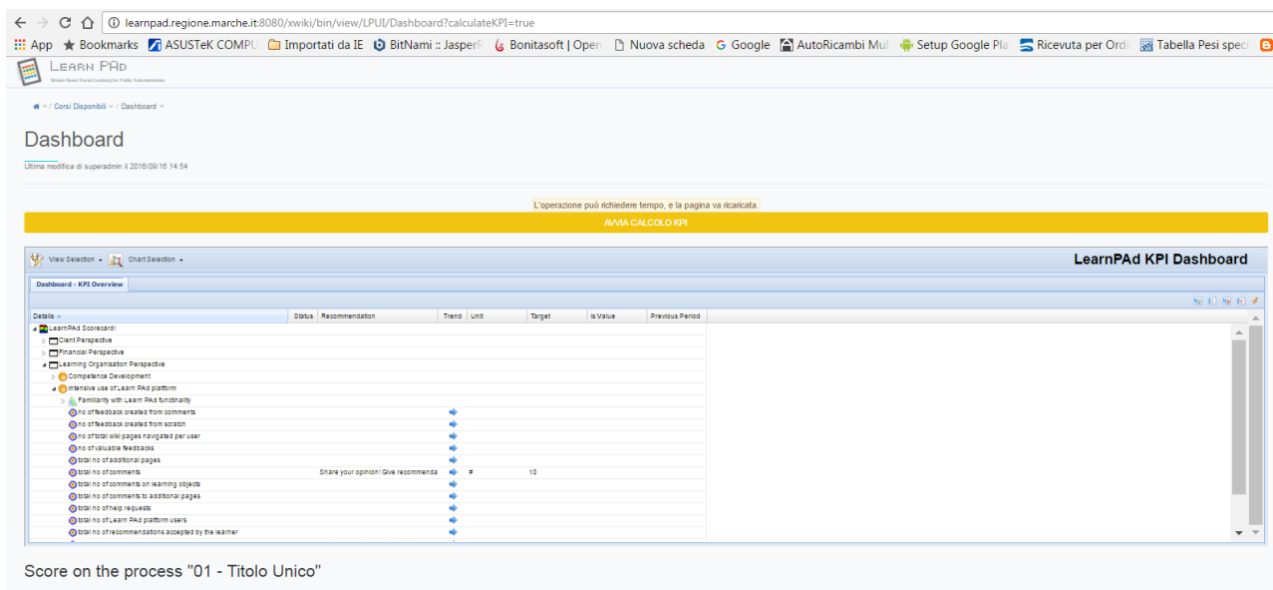 learnpad.regione.marche.it:8080/xwiki/bin/view/LPUI/Dashboard?calculateKPI=true
App Bookmarks ASUSTeK COMPU Importati da IE BitNami :: JasperR Bonitasoft | Open Nuova scheda Google AutoRicambi Mul Setup Google Pla Ricevuta per Ordi Tabella Pesi speci
LEARN PAD
Model-Based Social Learning for Public Administrations
/ Corsi Disponibili / Dashboard
Dashboard
Ultima modifica di superadmin il 2016/09/16 14:54
L'operazione può richiedere tempo, e la pagina va ricaricata.
AVVIA CALCOLO KPI
View Selection Chart Selection LearnPAd KPI Dashboard
Dashboard - KPI Overview
Details Status Recommendation Trend Unit Target Is Value Previous Period
LearnPAd Scorecard!
Client Perspective
Financial Perspective
Learning Organisation Perspective
Competence Development
Intensive use of Learn PAd platform
Familiarity with Learn PAd functinality
no of feedback created from comments
no of feedback created from scratch
no of total wiki pages navigated per user
no of valuable feedbacks
total no of additional pages
total no of comments Share your opinion! Give recommenda # 10
total no of comments on learning objects
total no of comments to additional pages
total no of help requests
total no of Learn PAd platform users
total no of recommendations accepted by the learner
Score on the process "01 - Titolo Unico"